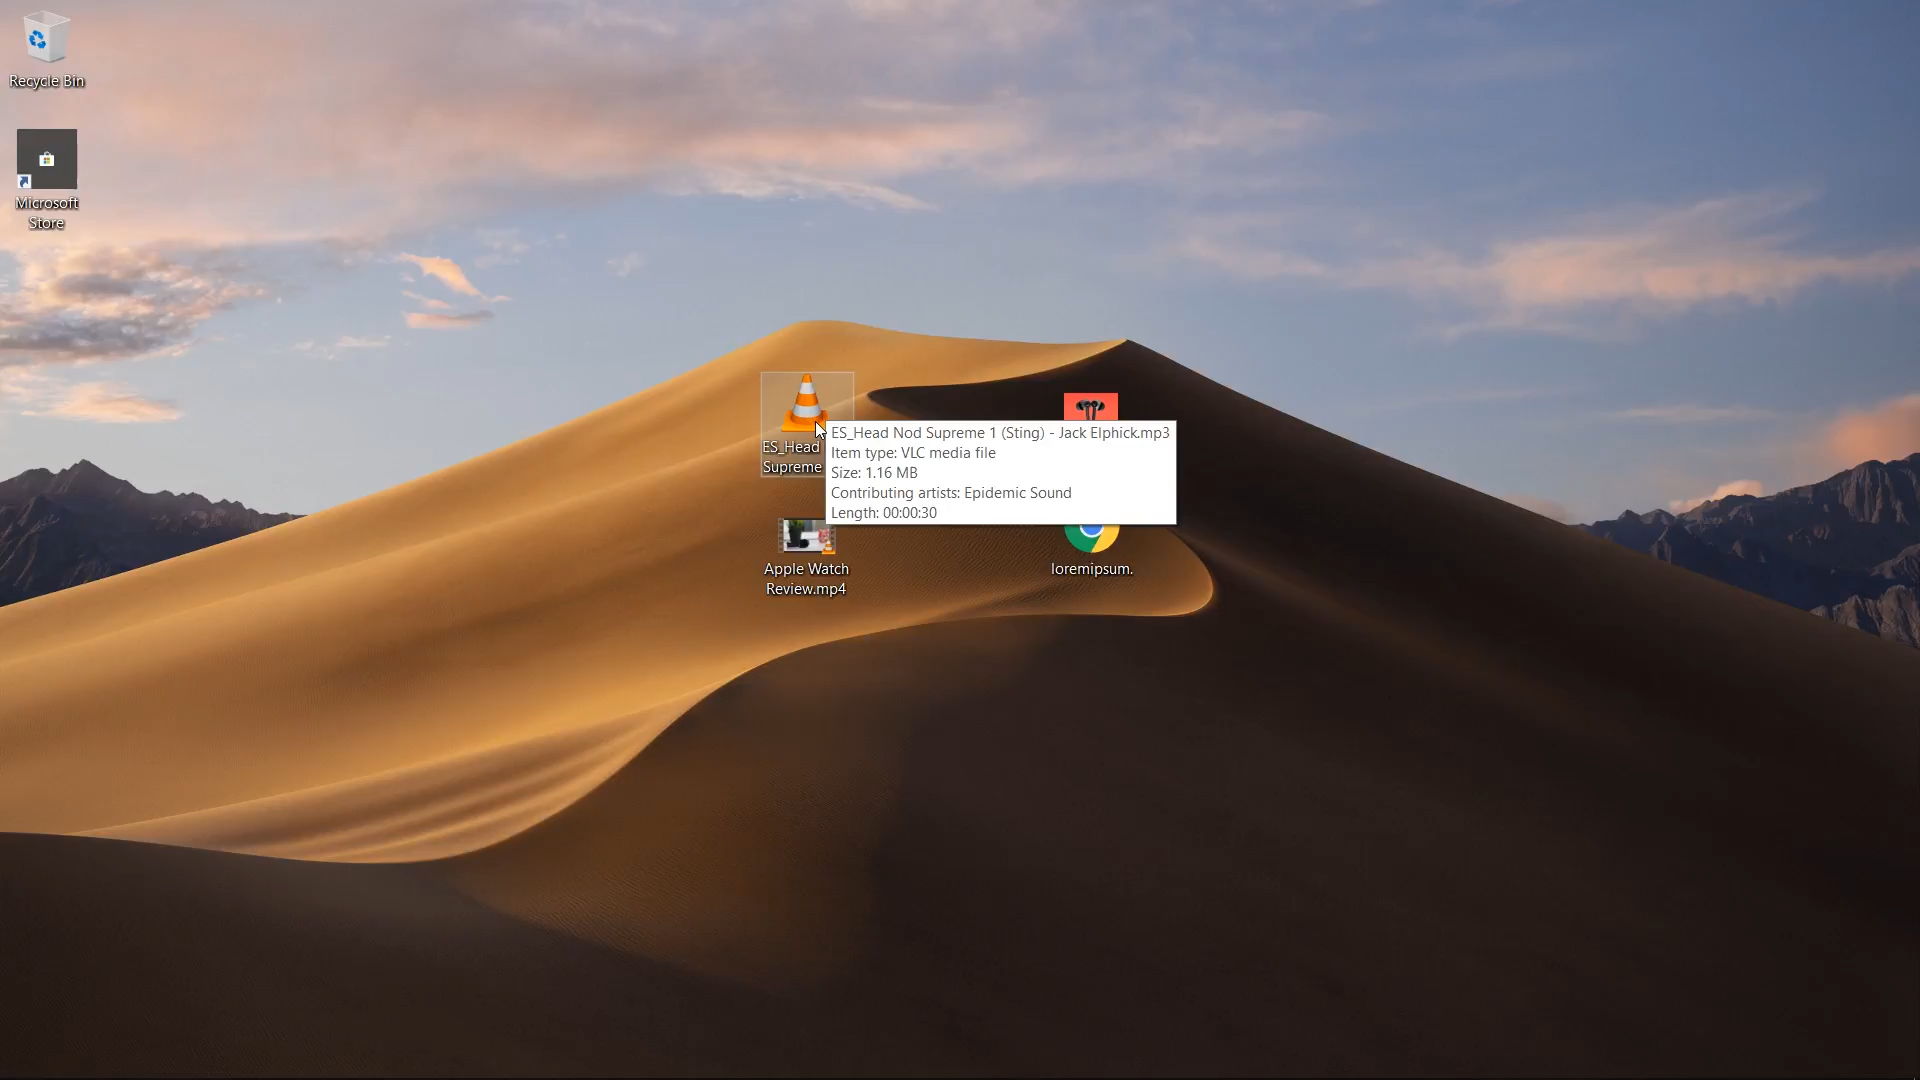 Recycle Bin
Microsoft
Store
ES_Head
Supreme
ES_Head Nod Supreme 1 (Sting) - Jack Elphick.mp3
Item type: VLC media file
Size: 1.16 MB
Contributing artists: Epidemic Sound
Length: 00:00:30
Apple Watch
Review.mp4
loremipsum.